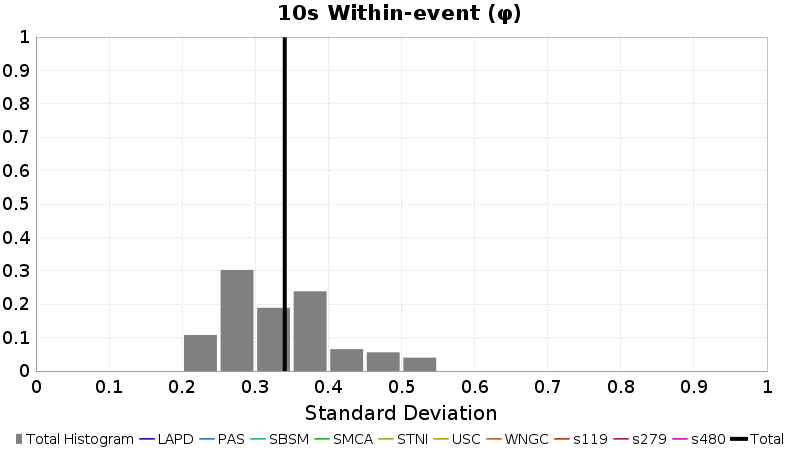 10s Within-event (φ)
1
0.9
0.8
0.7
0.6
0.5
0.4
0.3
0.2
0.1
0
0 0.1 0.2 0.3 0.4 0.5 0.6 0.7 0.8 0.9 1
Standard Deviation
Total Histogram LAPD PAS SBSM SMCA STNI USC WNGC s119 s279 s480 Total